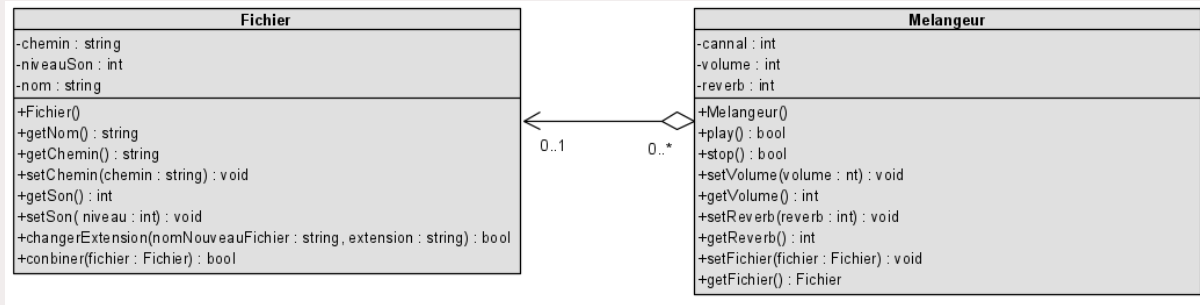 Fichier
-chemin : string
-niveauSon : int
-nom : string
+Fichier()
+getNom() : string
+getChemin() : string
+setChemin(chemin : string) : void
+getSon() : int
+setSon( niveau : int) : void
+changerExtension(nomNouveauFichier : string, extension : string) : bool
+conbiner(fichier : Fichier) : bool
0..1
0..*
Melangeur
-cannal : int
-volume : int
-reverb : int
+Melangeur()
+play() : bool
+stop() : bool
+setVolume(volume : nt) : void
+getVolume() : int
+setReverb(reverb : int) : void
+getReverb() : int
+setFichier(fichier : Fichier) : void
+getFichier() : Fichier